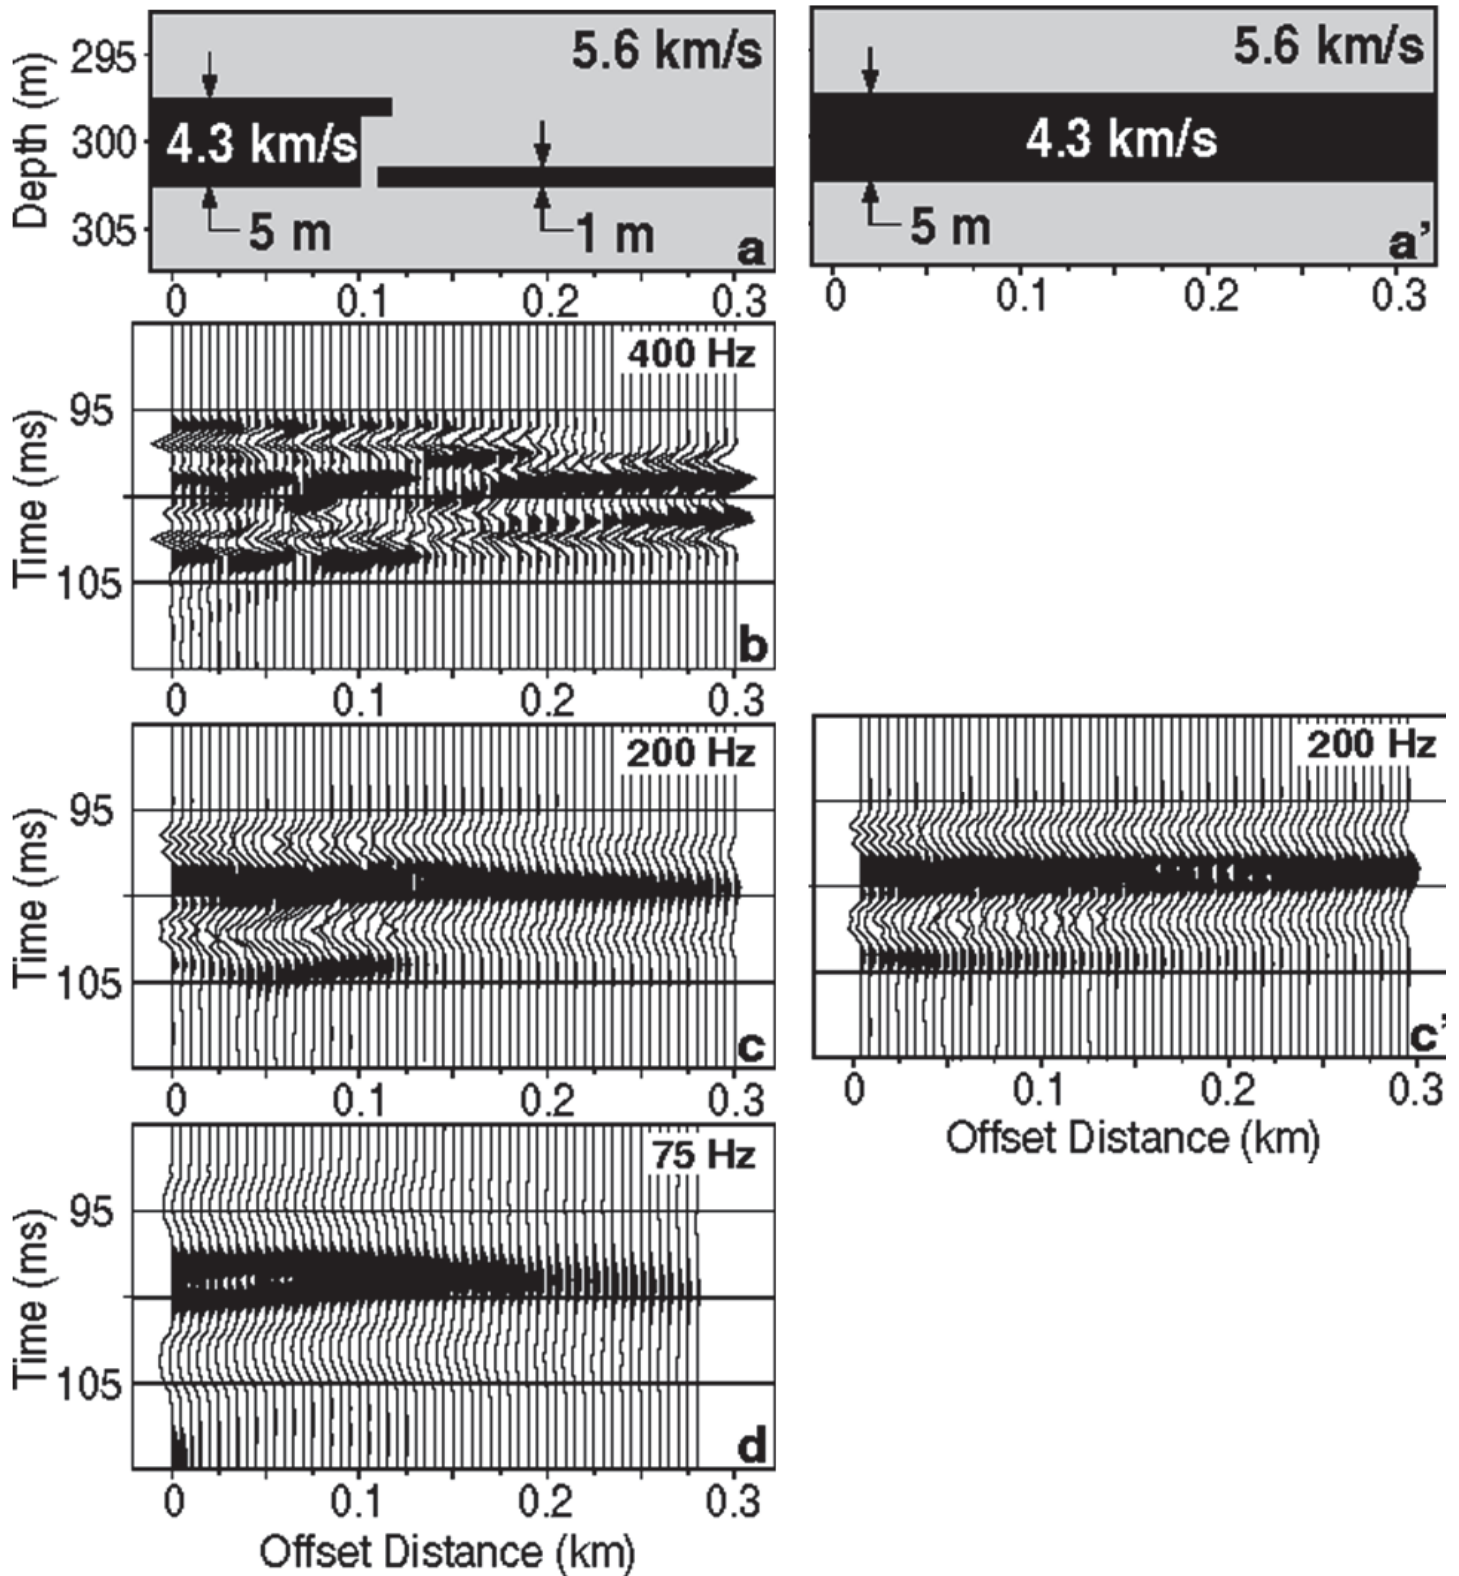 5.6 km/s
295
Depth (m)
300
4.3 km/s
305
5 m
1 m
a
0 0.1 0.2 0.3
5.6 km/s
4.3 km/s
5 m
a’
0 0.1 0.2 0.3
400 Hz
95
Time (ms)
105
b
0 0.1 0.2 0.3
200 Hz
95
Time (ms)
105
c
0 0.1 0.2 0.3
200 Hz
c’
0 0.1 0.2 0.3
Offset Distance (km)
75 Hz
95
Time (ms)
105
d
0 0.1 0.2 0.3
Offset Distance (km)